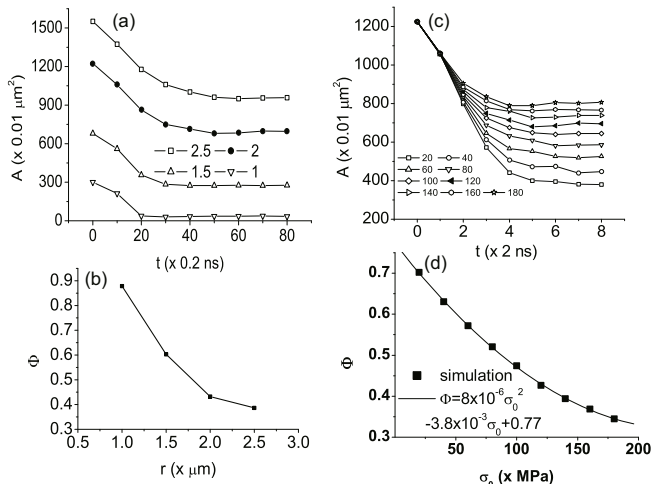 (a)
A (x 0.01 μm²)
1500
1200
900
600
300
0
2.5 2
1.5 1
0 20 40 60 80
t (x 0.2 ns)
(c)
A (x 0.01 μm²)
1200
1000
800
600
400
200
20 40
60 80
100 120
140 160 180
0 2 4 6 8
t (x 2 ns)
(b)
Φ
0.9
0.8
0.7
0.6
0.5
0.4
0.3
0.5 1.0 1.5 2.0 2.5 3.0
r (x μm)
(d)
Φ
0.7
0.6
0.5
0.4
0.3
simulation
Φ=8x10⁻⁶σ₀²
-3.8x10⁻³σ₀+0.77
0 50 100 150 200
σ₀ (x MPa)